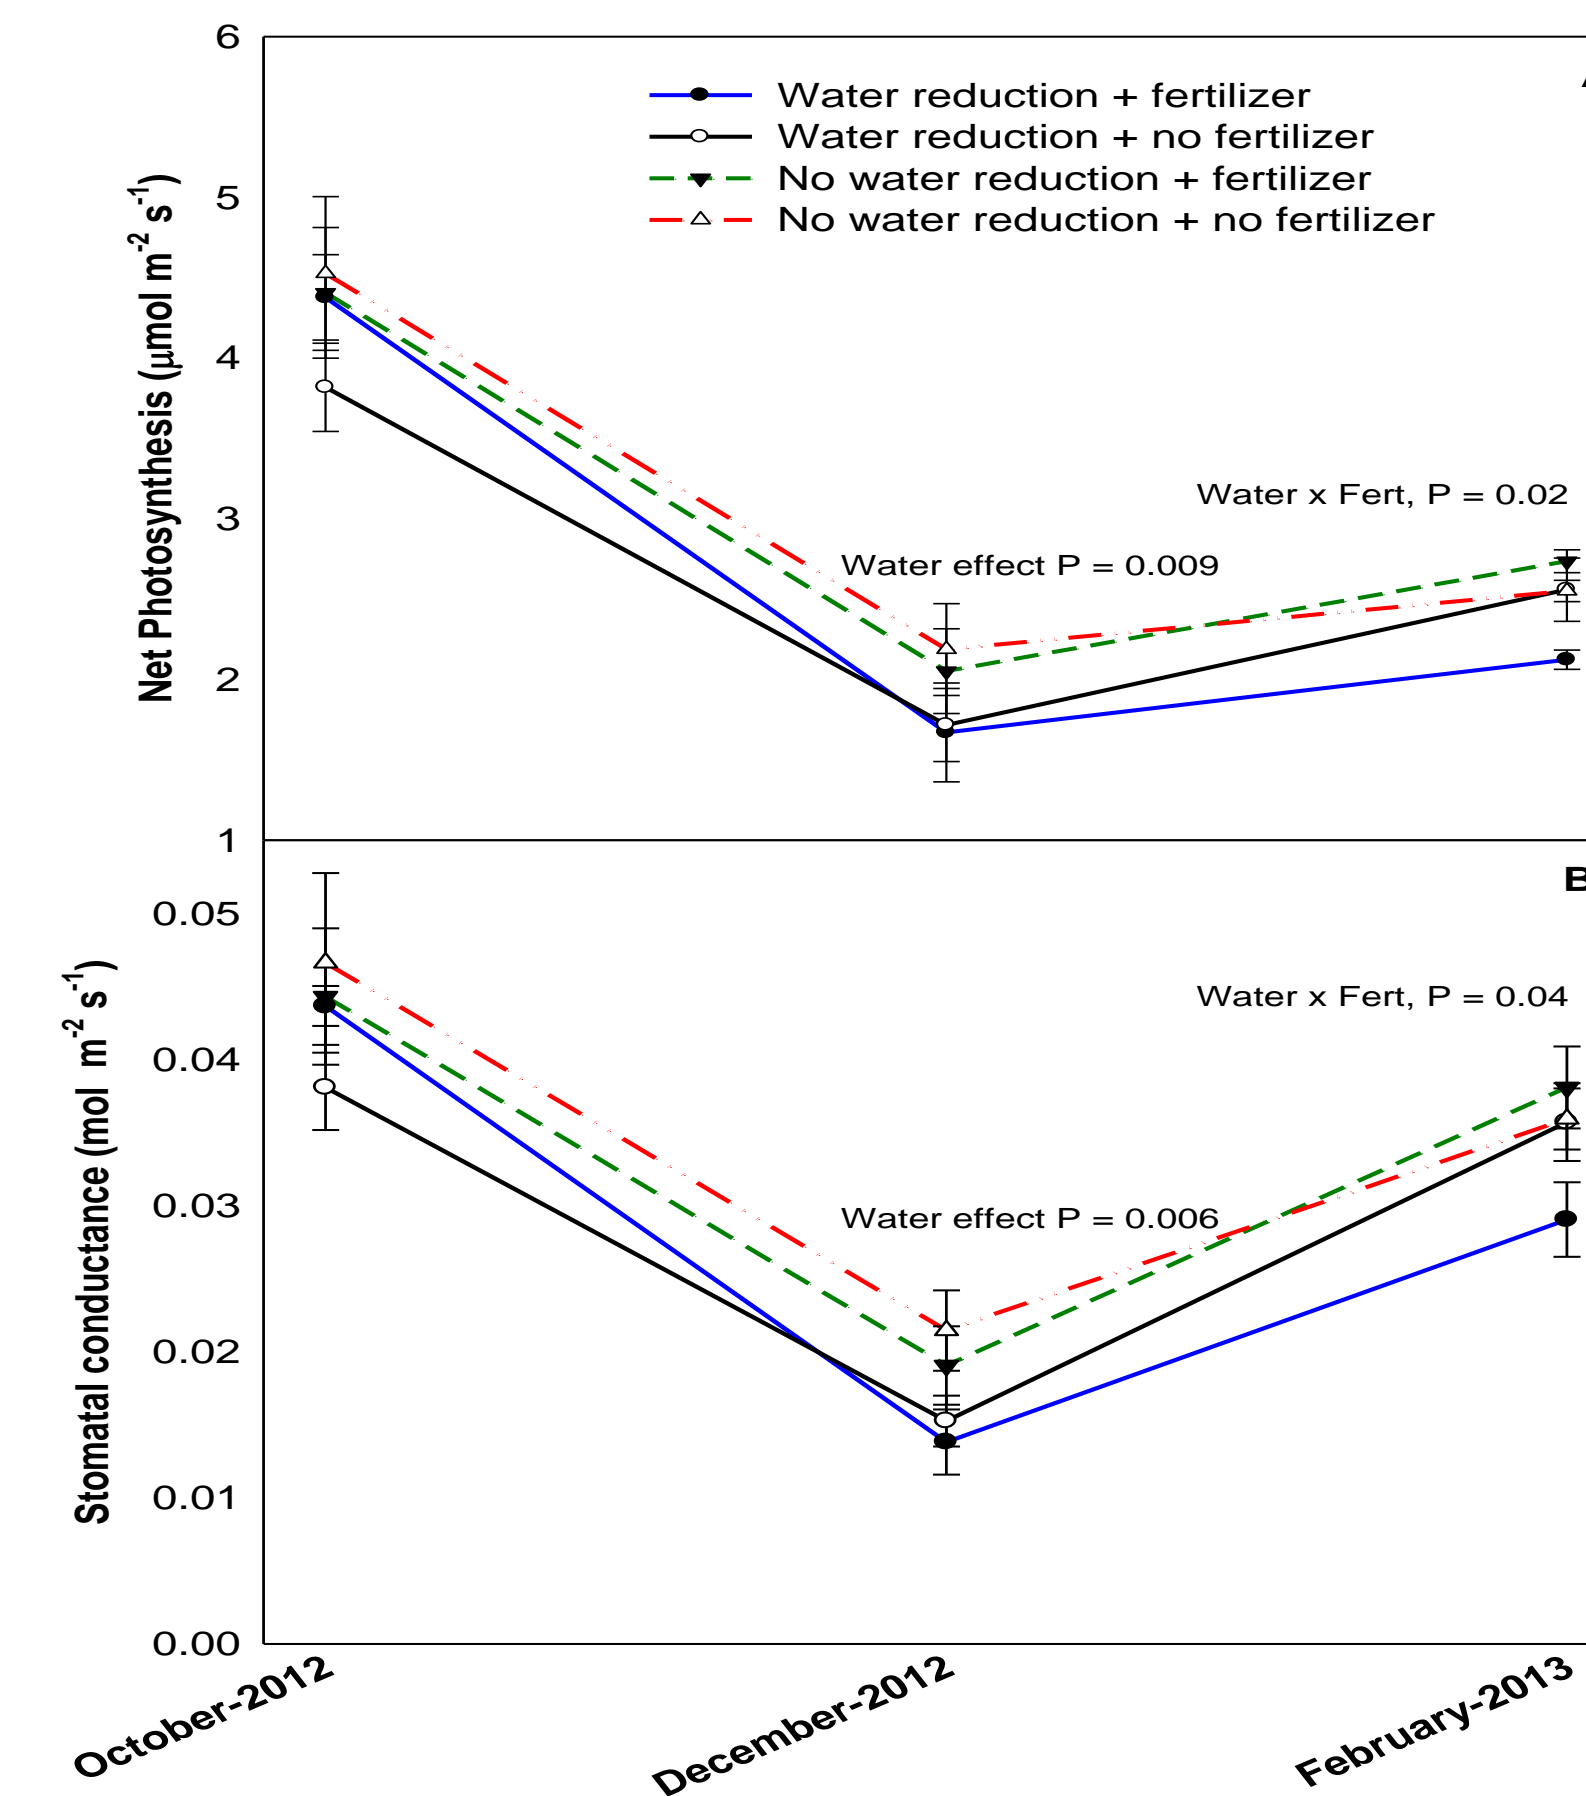 6
Water reduction + fertilizer
Water reduction + no fertilizer
No water reduction + fertilizer
No water reduction + no fertilizer
Net Photosynthesis (μmol m⁻² s⁻¹)
5
4
3
2
1
Water x Fert, P = 0.02
Water effect P = 0.009
B
Stomatal conductance (mol m⁻² s⁻¹)
0.05
0.04
0.03
0.02
0.01
0.00
Water x Fert, P = 0.04
Water effect P = 0.006
October-2012
December-2012
February-2013